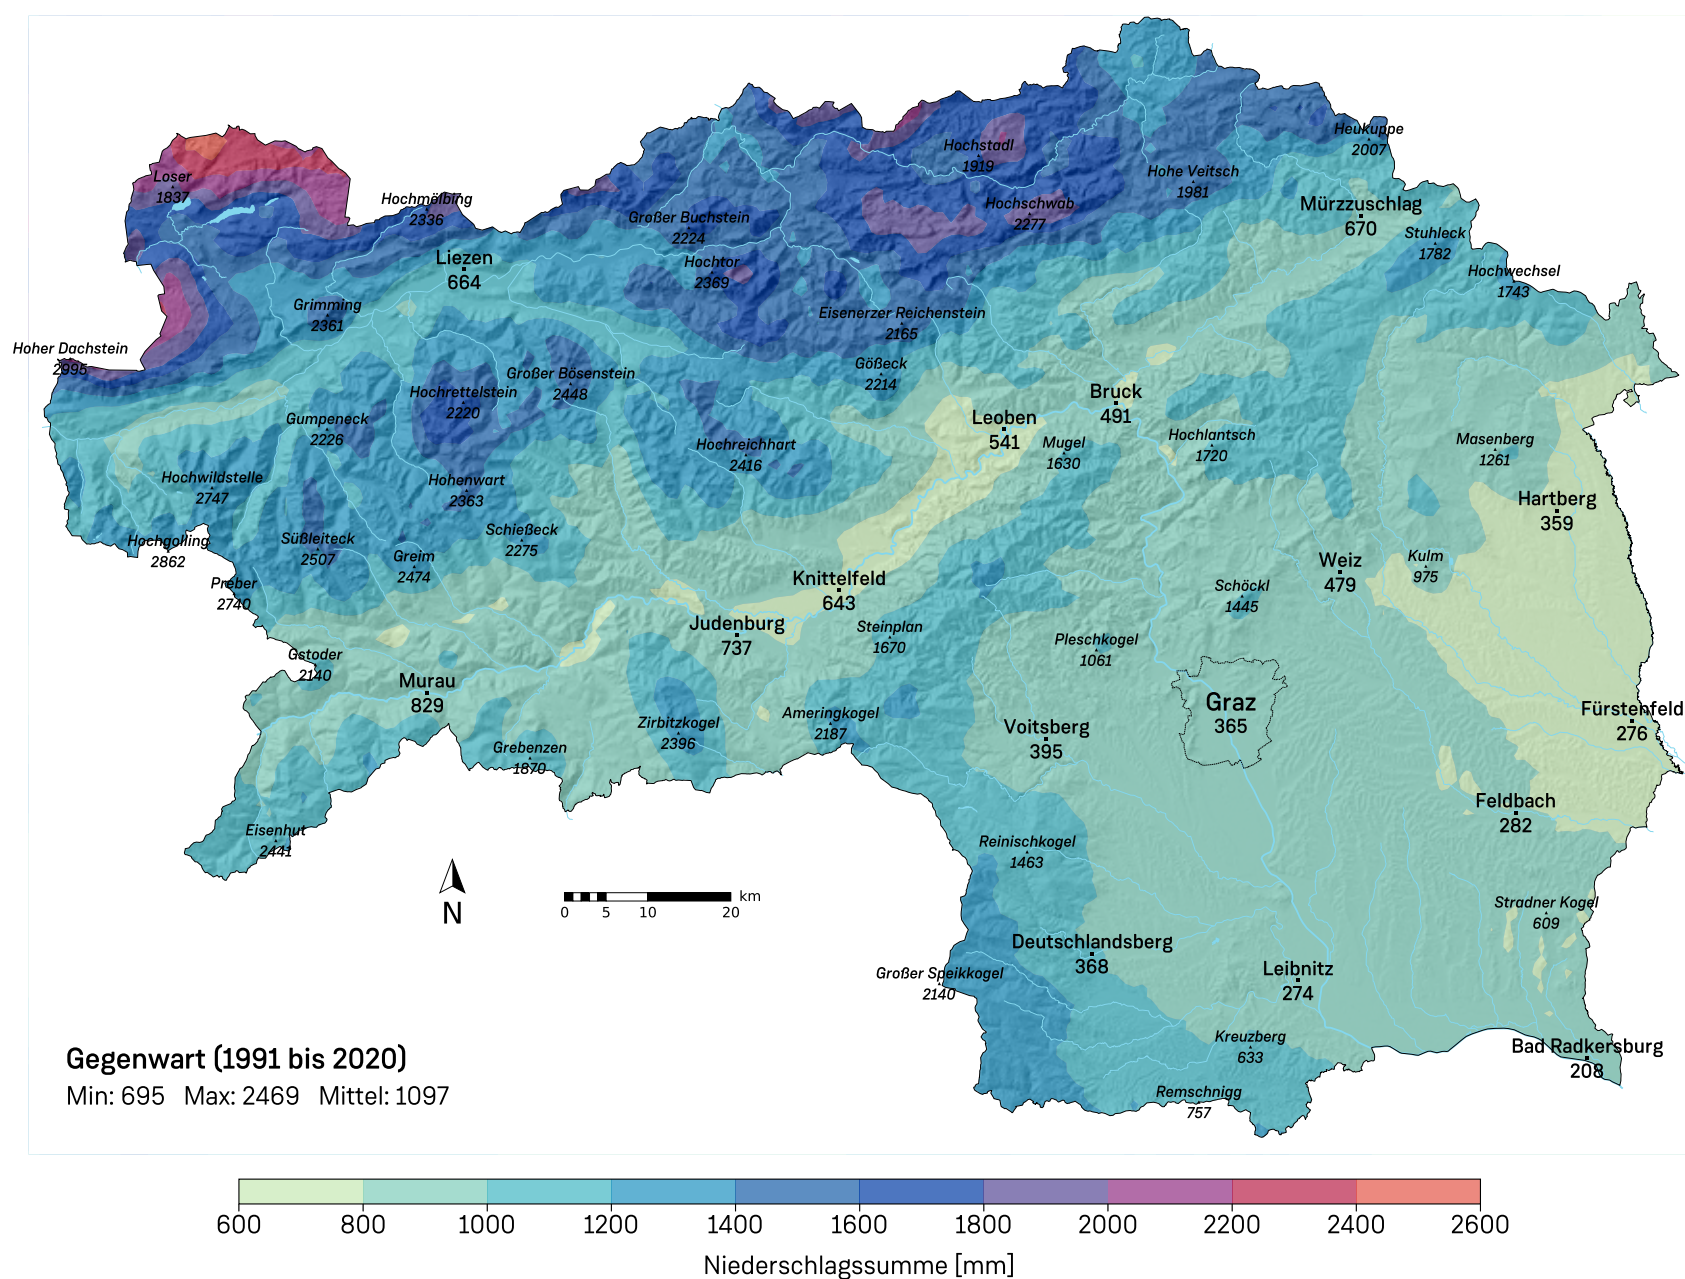 Heukuppe
2007
Hochstadl
1919
Hohe Veitsch
1981
Loser
1837
Hochmölbing
2336
Hochschwab
2277
Mürzzuschlag
670
Großer Buchstein
2224
Stuhleck
1782
Liezen
664
Hochtor
2369
Hochwechsel
1743
Grimming
2361
Eisenerzer Reichenstein
2165
Hoher Dachstein
2995
Gößeck
2214
Großer Bösenstein
2448
Hochrettelstein
2220
Bruck
491
Gumpeneck
2226
Leoben
541
Mugel
1630
Hochlantsch
1720
Masenberg
1261
Hochreichhart
2416
Hochwildstelle
2747
Hohenwart
2363
Hartberg
359
Schießeck
2275
Hochgolling
2862
Süßleiteck
2507
Greim
2474
Weiz
479
Kulm
975
Preber
2740
Knittelfeld
643
Schöckl
1445
Judenburg
737
Steinplan
1670
Pleschkogel
1061
Gstoder
2140
Murau
829
Graz
365
Fürstenfeld
276
Zirbitzkogel
2396
Ameringkogel
2187
Voitsberg
395
Grebenzen
1870
Feldbach
282
Eisenhut
2441
Reinischkogel
1463
N
km
0 5 10 20
Stradner Kogel
609
Deutschlandsberg
368
Großer Speikkogel
2140
Leibnitz
274
Kreuzberg
633
Bad Radkersburg
208
Remschnigg
757
Gegenwart (1991 bis 2020)
Min: 695 Max: 2469 Mittel: 1097
600 800 1000 1200 1400 1600 1800 2000 2200 2400 2600
Niederschlagssumme [mm]